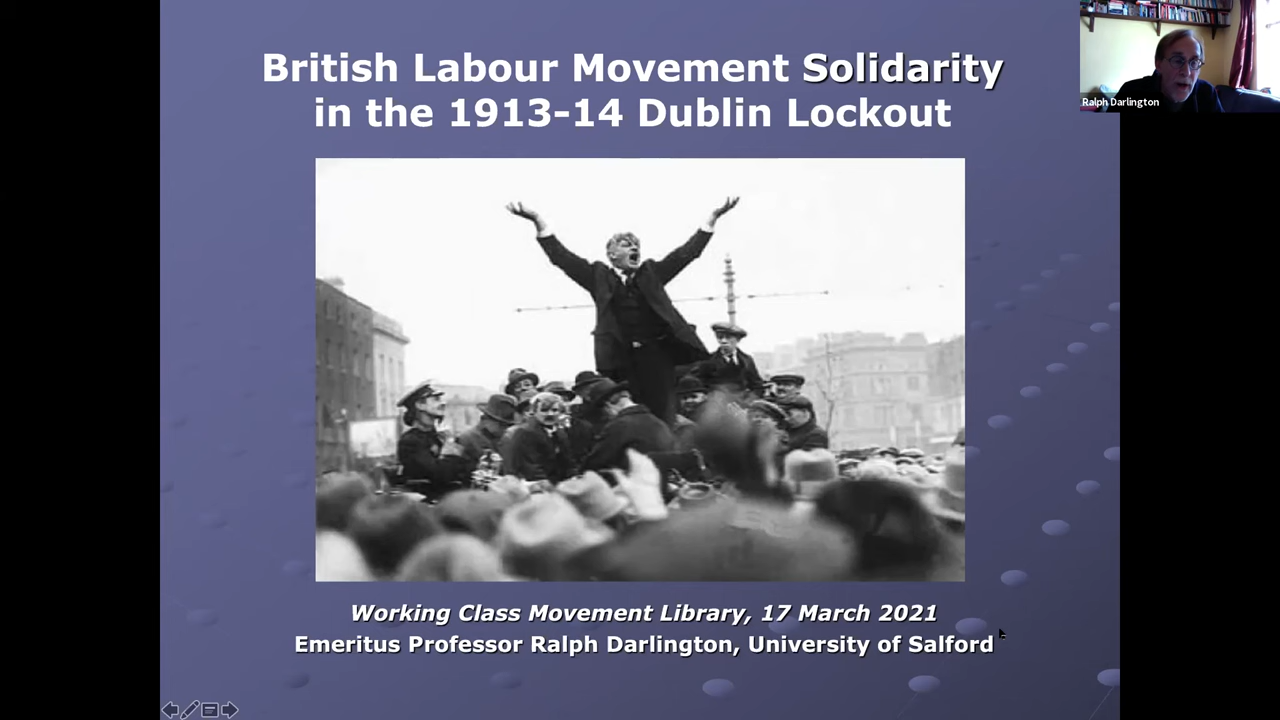 British Labour Movement Solidarity
in the 1913-14 Dublin Lockout
Ralph Darlington
Working Class Movement Library, 17 March 2021
Emeritus Professor Ralph Darlington, University of Salford